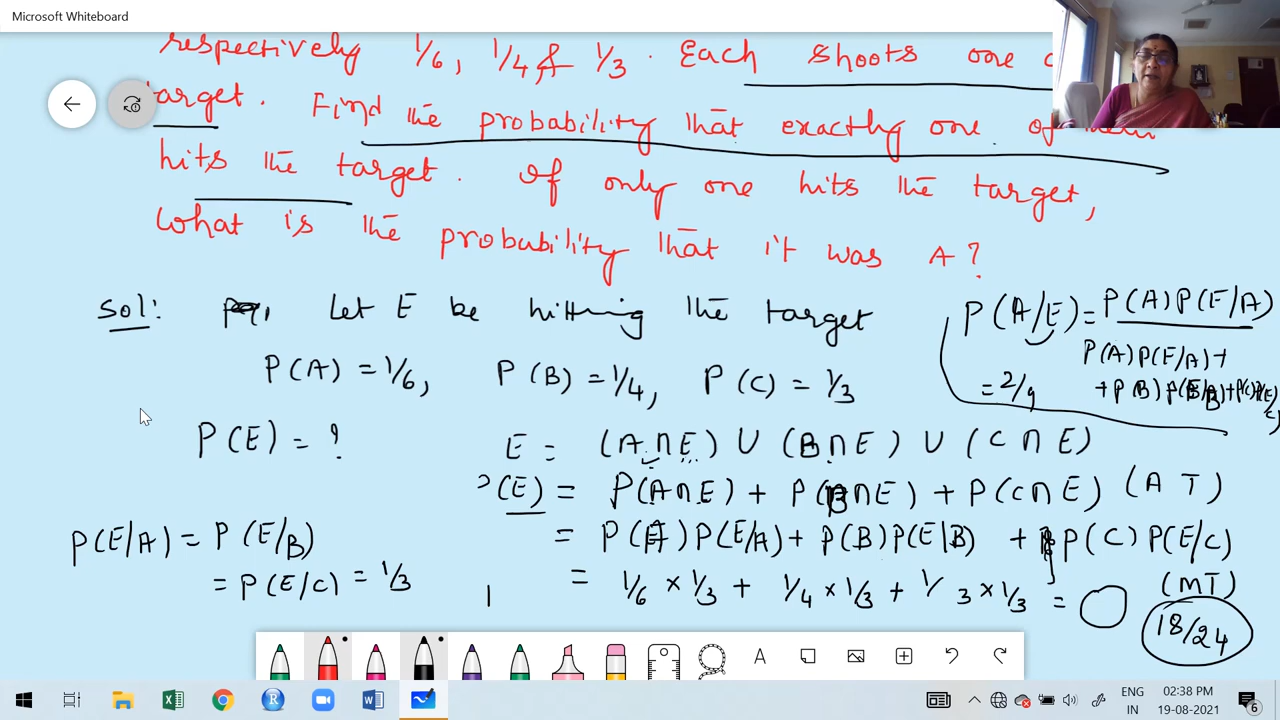 Microsoft Whiteboard
respectively 1/6, 1/4, & 1/3. Each shoots one
target. Find the probability that exactly one of them
hits the target. If only one hits the target,
What is the probability that it was A?
Sol: Let E be hitting the target
P(A) = 1/6, P(B) = 1/4, P(C) = 1/3
P(A/E) = P(A)P(E/A)
P(A)P(E/A) +
+ P(B)P(E/B) + P(C)P(E/C)
= 2/9
P(E) = ? E = (A∩E) U (B∩E) U (C∩E)
P(E) = P(A∩E) + P(B∩E) + P(C∩E) (AT)
P(E/A) = P(E/B) = P(A)P(E/A) + P(B)P(E/B) + P(C)P(E/C)
(MT)
= P(E/C) = 1/3 = 1/6 × 1/3 + 1/4 × 1/3 + 1/3 × 1/3 =
18/24
A
ENG
IN
02:38 PM
19-08-2021
6